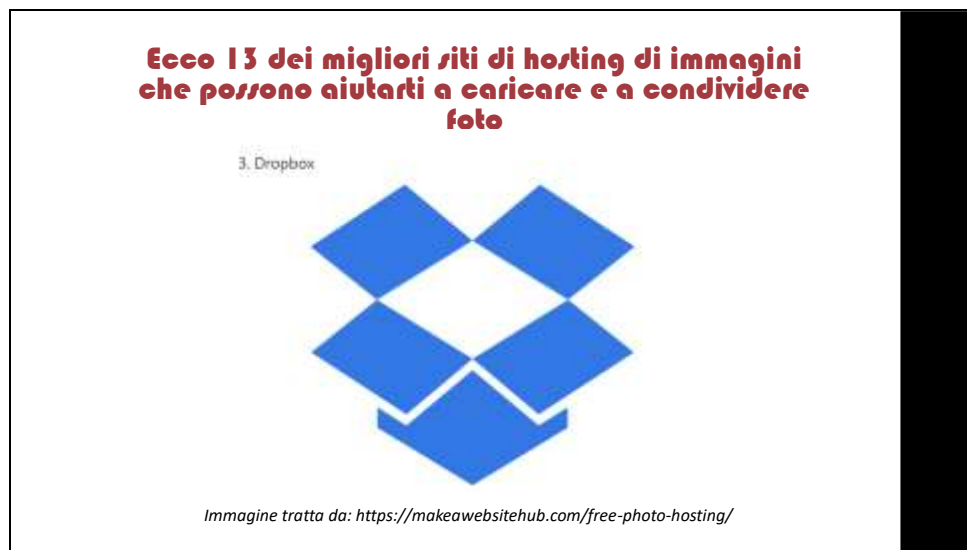 Ecco 13 dei migliori siti di hosting di immagini
che possono aiutarti a caricare e a condividere
foto
3. Dropbox
Immagine tratta da: https://makeawebsitehub.com/free-photo-hosting/